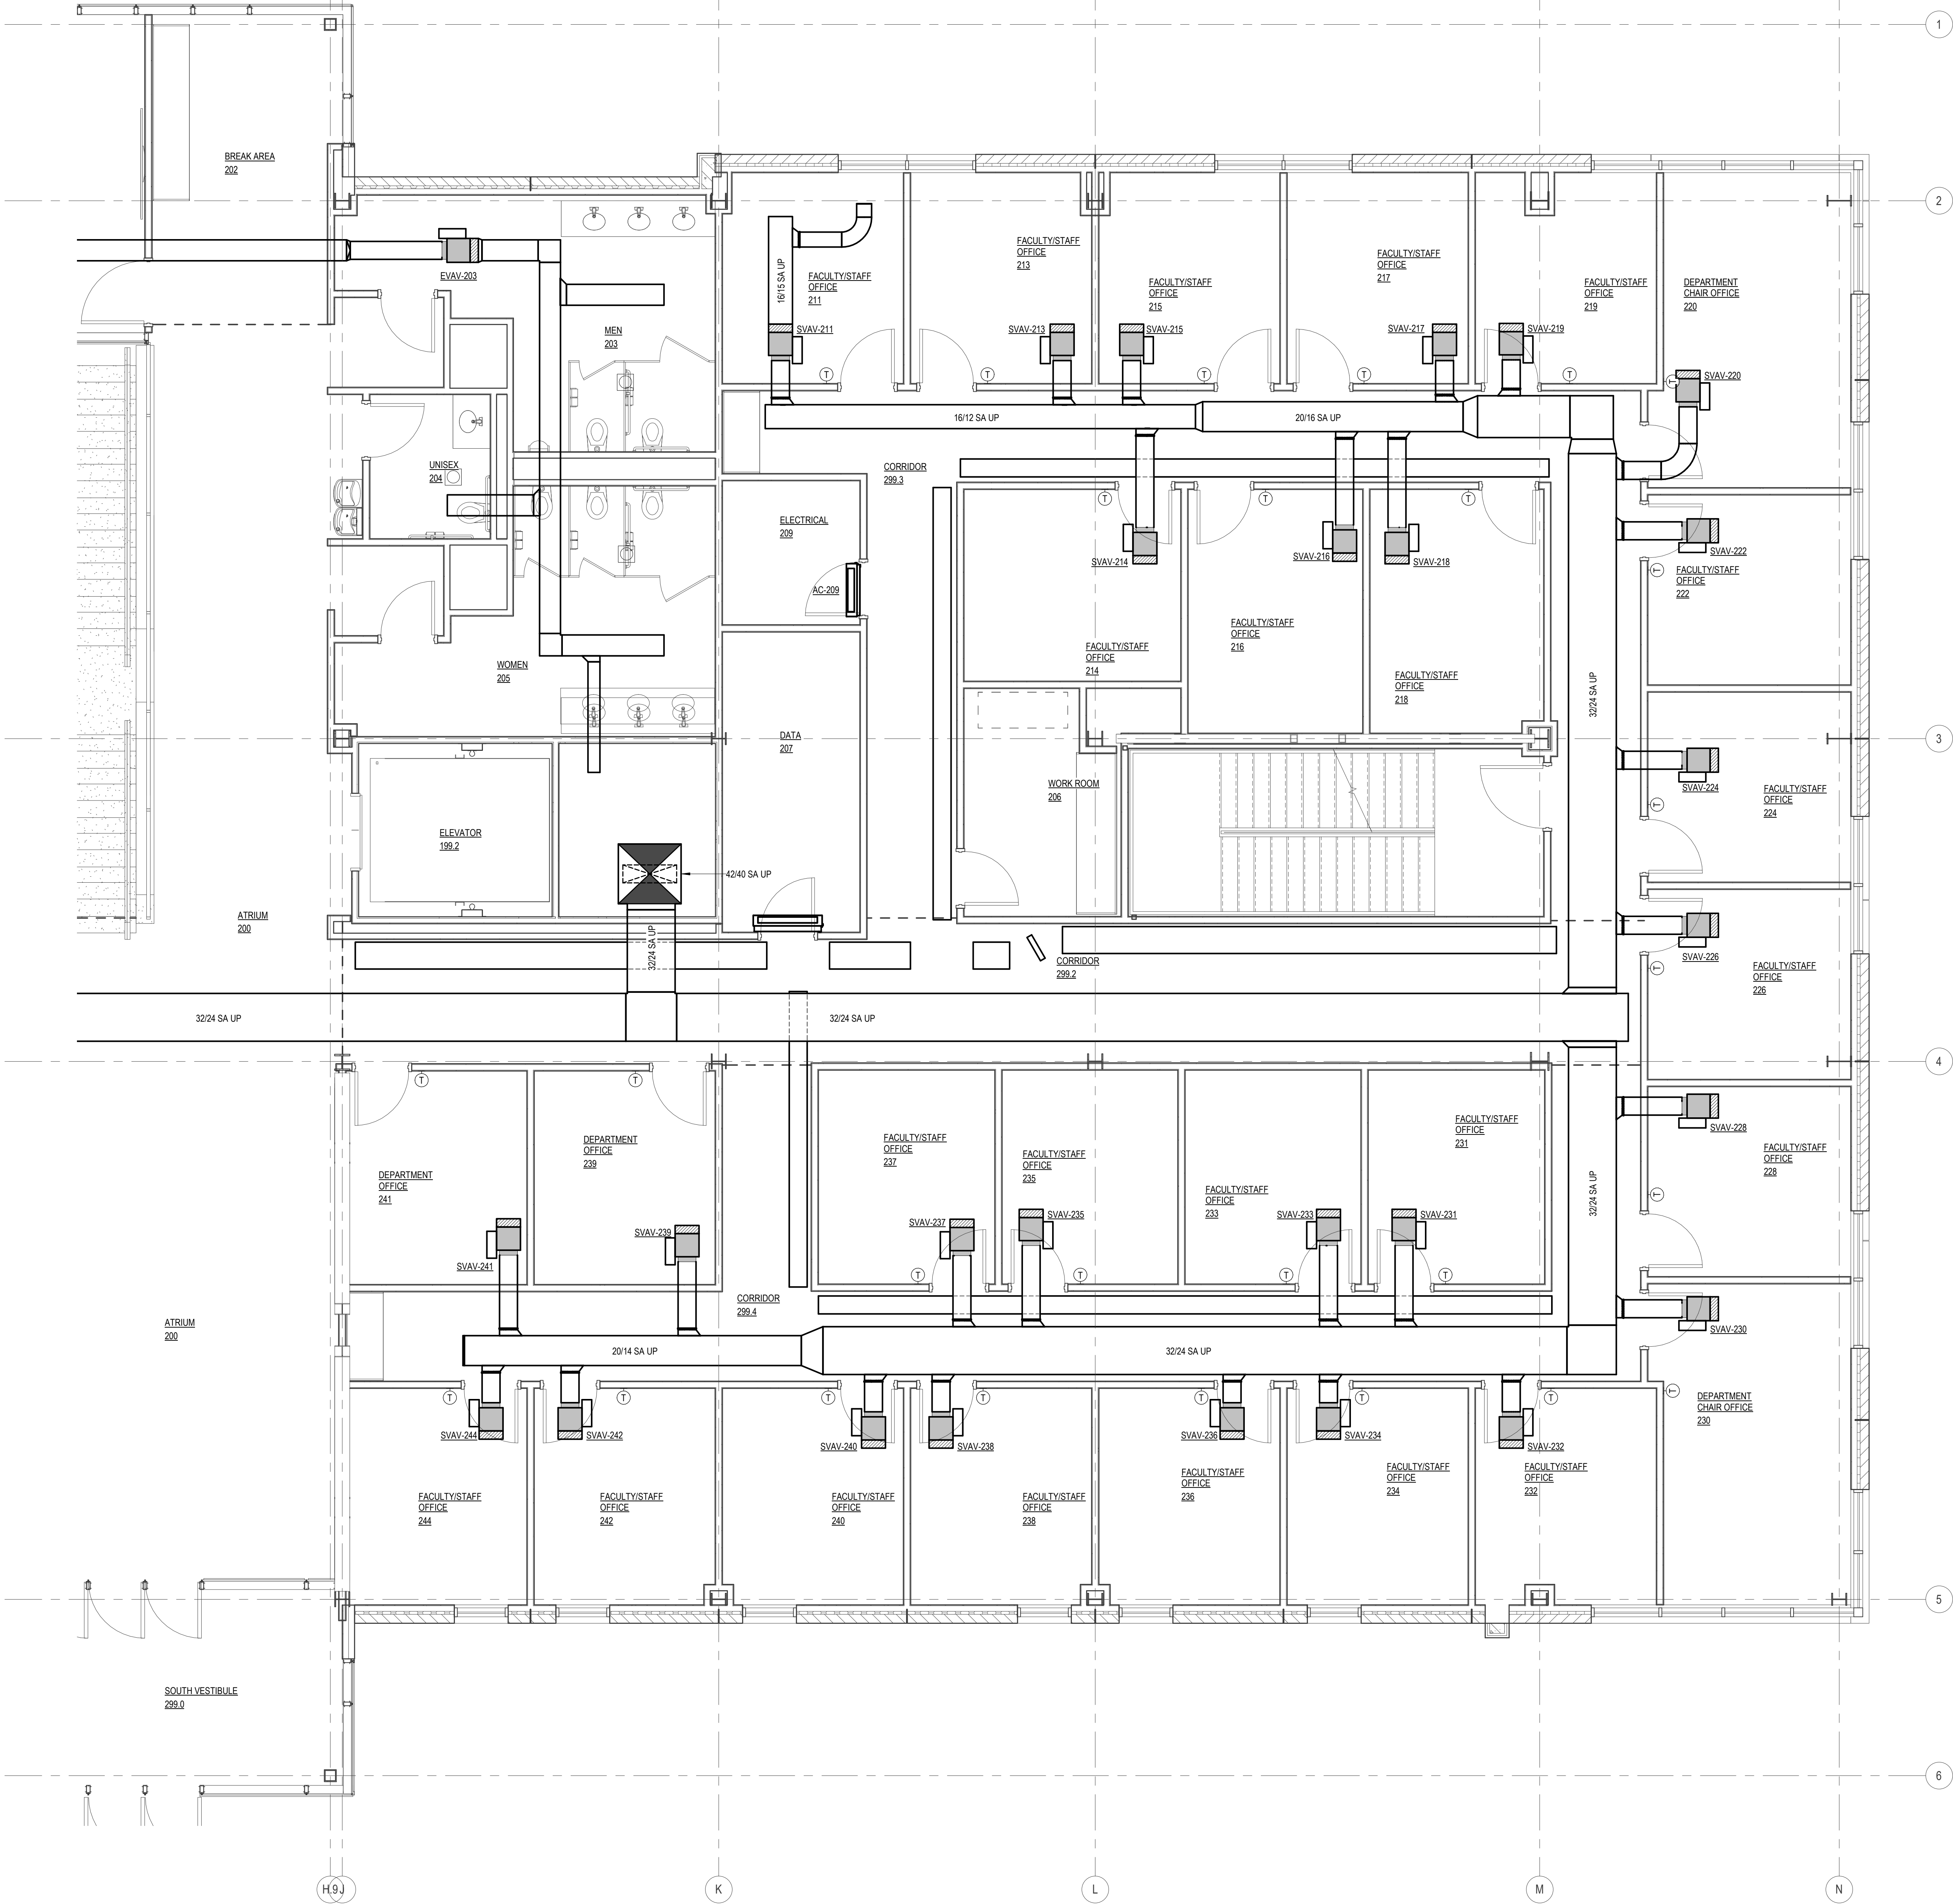 1
BREAK AREA
202
2
FACULTY/STAFF
OFFICE
213
FACULTY/STAFF
OFFICE
217
EVAV-203
16/15 SA UP
FACULTY/STAFF
OFFICE
211
FACULTY/STAFF
OFFICE
215
FACULTY/STAFF
OFFICE
219
DEPARTMENT
CHAIR OFFICE
220
MEN
203
SVAV-211
SVAV-213
SVAV-215
SVAV-217
SVAV-219
T
T
T
T
T
T
SVAV-220
16/12 SA UP
20/16 SA UP
UNISEX
204
CORRIDOR
299.3
T
T
T
ELECTRICAL
209
SVAV-214
SVAV-216
SVAV-218
SVAV-222
T
FACULTY/STAFF
OFFICE
222
AC-209
FACULTY/STAFF
OFFICE
216
FACULTY/STAFF
OFFICE
214
WOMEN
205
FACULTY/STAFF
OFFICE
218
32/24 SA UP
DATA
207
3
WORK ROOM
206
SVAV-224
FACULTY/STAFF
OFFICE
224
T
ELEVATOR
199.2
42/40 SA UP
ATRIUM
200
32/24 SA UP
CORRIDOR
299.2
SVAV-226
T
FACULTY/STAFF
OFFICE
226
32/24 SA UP
32/24 SA UP
4
T
T
DEPARTMENT
OFFICE
239
FACULTY/STAFF
OFFICE
237
FACULTY/STAFF
OFFICE
235
FACULTY/STAFF
OFFICE
231
SVAV-228
FACULTY/STAFF
OFFICE
228
DEPARTMENT
OFFICE
241
FACULTY/STAFF
OFFICE
233
32/24 SA UP
T
SVAV-241
SVAV-239
SVAV-237
SVAV-235
SVAV-233
SVAV-231
T
T
T
T
CORRIDOR
299.4
ATRIUM
200
SVAV-230
20/14 SA UP
32/24 SA UP
T
T
T
T
T
T
T
T
DEPARTMENT
CHAIR OFFICE
230
SVAV-244
SVAV-242
SVAV-240
SVAV-238
SVAV-236
SVAV-234
SVAV-232
FACULTY/STAFF
OFFICE
244
FACULTY/STAFF
OFFICE
242
FACULTY/STAFF
OFFICE
240
FACULTY/STAFF
OFFICE
238
FACULTY/STAFF
OFFICE
236
FACULTY/STAFF
OFFICE
234
FACULTY/STAFF
OFFICE
232
5
SOUTH VESTIBULE
299.0
6
H.9
J
K
L
M
N